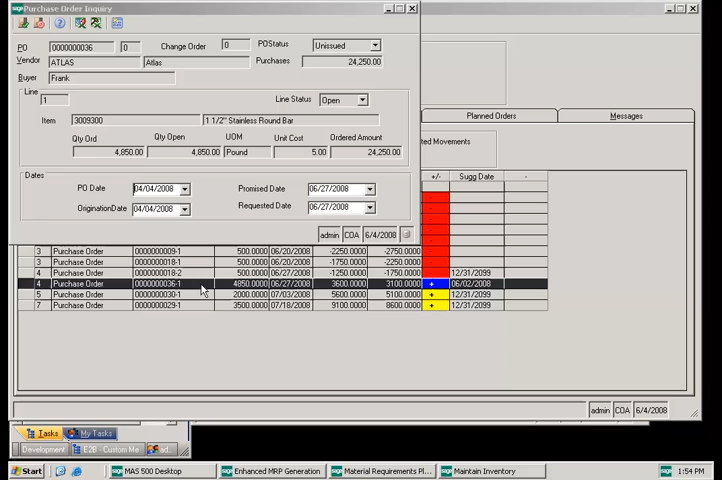 sage Purchase Order Inquiry
PO 0000000036 0 Change Order 0 POStatus Unissued
Vendor ATLAS Atlas Purchases 24,250.00
Buyer Frank
Line
1 Line Status Open
Item 3009300 1 1/2" Stainless Round Bar
Qty Ord Qty Open UOM Unit Cost Ordered Amount
4,850.00 4,850.00 Pound 5.00 24,250.00
Dates
PO Date 04/04/2008 Promised Date 06/27/2008
OriginationDate 04/04/2008 Requested Date 06/27/2008
admin COA 6/4/2008
Planned Orders Messages
ted Movements
+/- Sugg Date -
3 Purchase Order 0000000009-1 500.0000 06/20/2008 -2250.0000 -2750.0000 -
3 Purchase Order 0000000018-1 500.0000 06/20/2008 -1750.0000 -2250.0000 -
4 Purchase Order 0000000018-2 500.0000 06/27/2008 -1250.0000 -1750.0000 - 12/31/2099
4 Purchase Order 0000000036-1 4850.0000 06/27/2008 3600.0000 3100.0000 + 06/02/2008
5 Purchase Order 0000000030-1 2000.0000 07/03/2008 5600.0000 5100.0000 + 12/31/2099
7 Purchase Order 0000000029-1 3500.0000 07/18/2008 9100.0000 8600.0000 + 12/31/2099
admin COA 6/4/2008
Tasks My Tasks
Development E2B - Custom Me ad...
Start MAS 500 Desktop Enhanced MRP Generation Material Requirements Pl... Maintain Inventory 1:54 PM